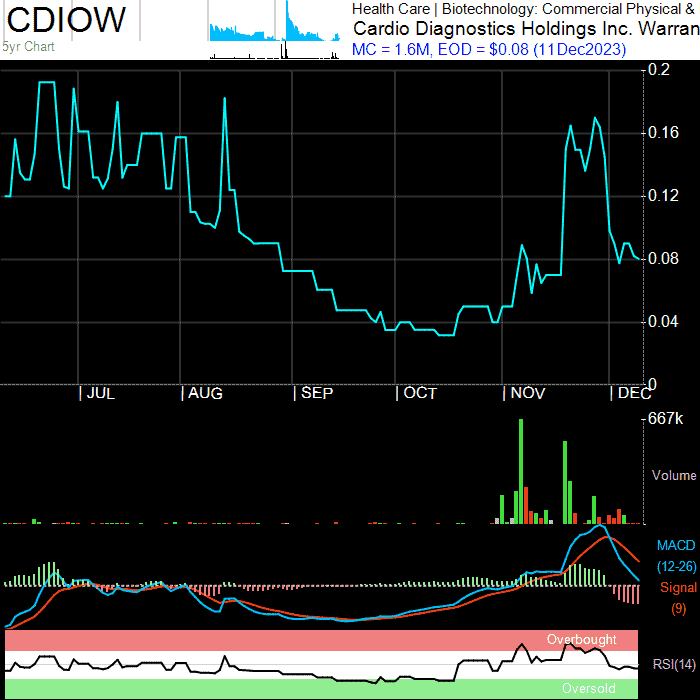 CDIOW
5yr Chart
Health Care | Biotechnology: Commercial Physical &
Cardio Diagnostics Holdings Inc. Warran
MC = 1.6M, EOD = $0.08 (11Dec2023)
0.2
0.16
0.12
0.08
0.04
0
| JUL | AUG | SEP | OCT | NOV | DEC
667k
Volume
MACD
(12-26)
Signal
(9)
Overbought
RSI(14)
Oversold